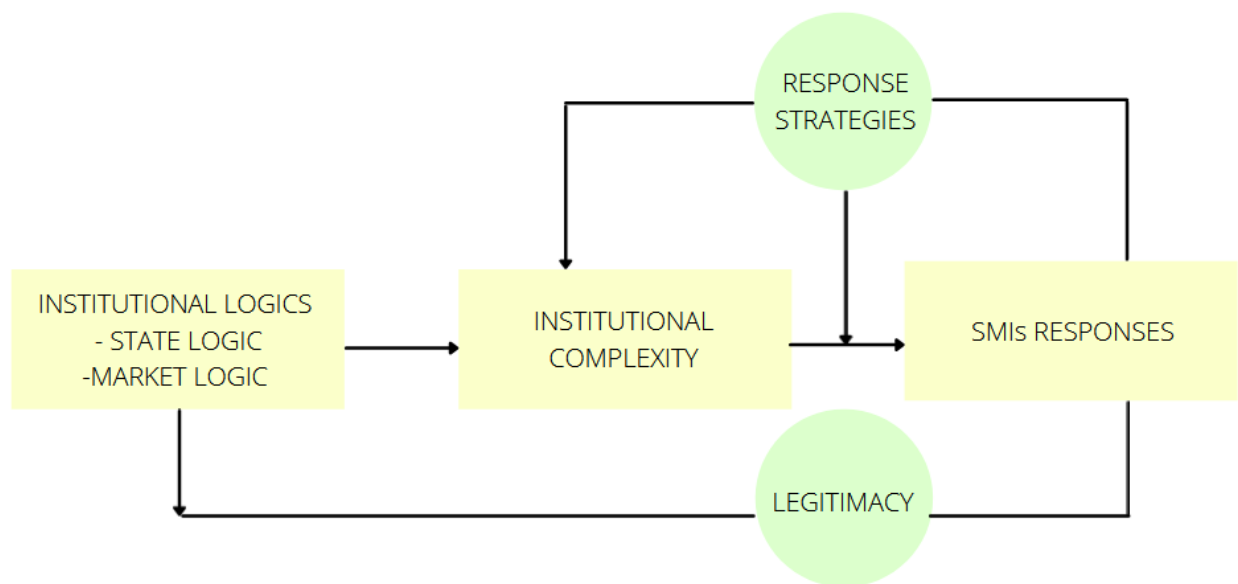 RESPONSE
STRATEGIES
INSTITUTIONAL LOGICS
- STATE LOGIC
-MARKET LOGIC
INSTITUTIONAL
COMPLEXITY
SMIs RESPONSES
LEGITIMACY